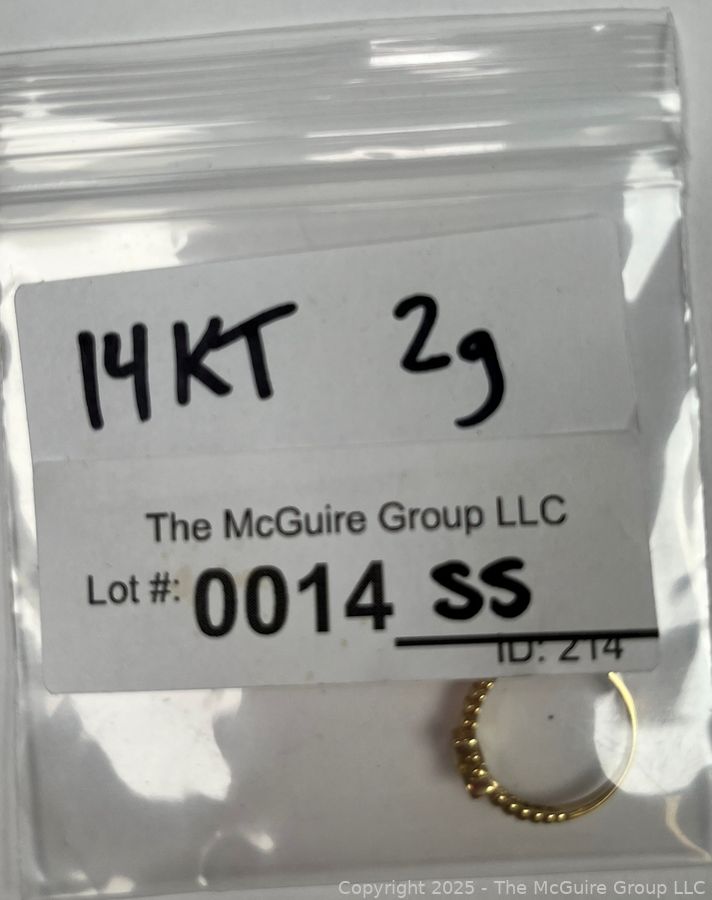 14KT 2g
The McGuire Group LLC
Lot #: 0014 SS
ID: 214
Copyright 2025 - The McGuire Group LLC